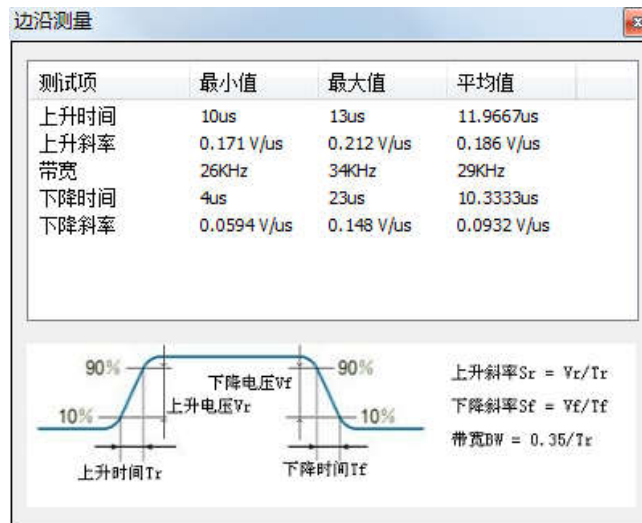 边沿测量
测试项 最小值 最大值 平均值
上升时间 10us 13us 11.9667us
上升斜率 0.171 V/us 0.212 V/us 0.186 V/us
带宽 26KHz 34KHz 29KHz
下降时间 4us 23us 10.3333us
下降斜率 0.0594 V/us 0.148 V/us 0.0932 V/us
90% 下降电压Vf 90%
上升电压Vr
10% 10%
上升时间Tr 下降时间Tf
上升斜率Sr = Vr/Tr
下降斜率Sf = Vf/Tf
带宽BW = 0.35/Tr